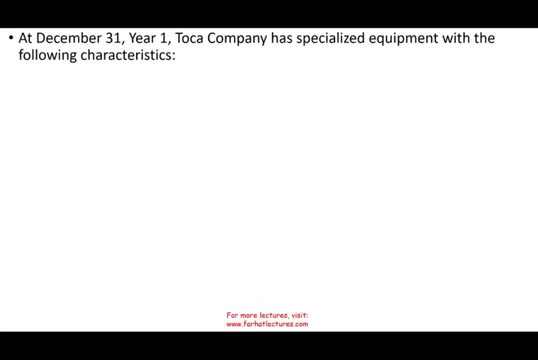 • At December 31, Year 1, Toca Company has specialized equipment with the
following characteristics:
For more lectures, visit:
www.farhatlectures.com